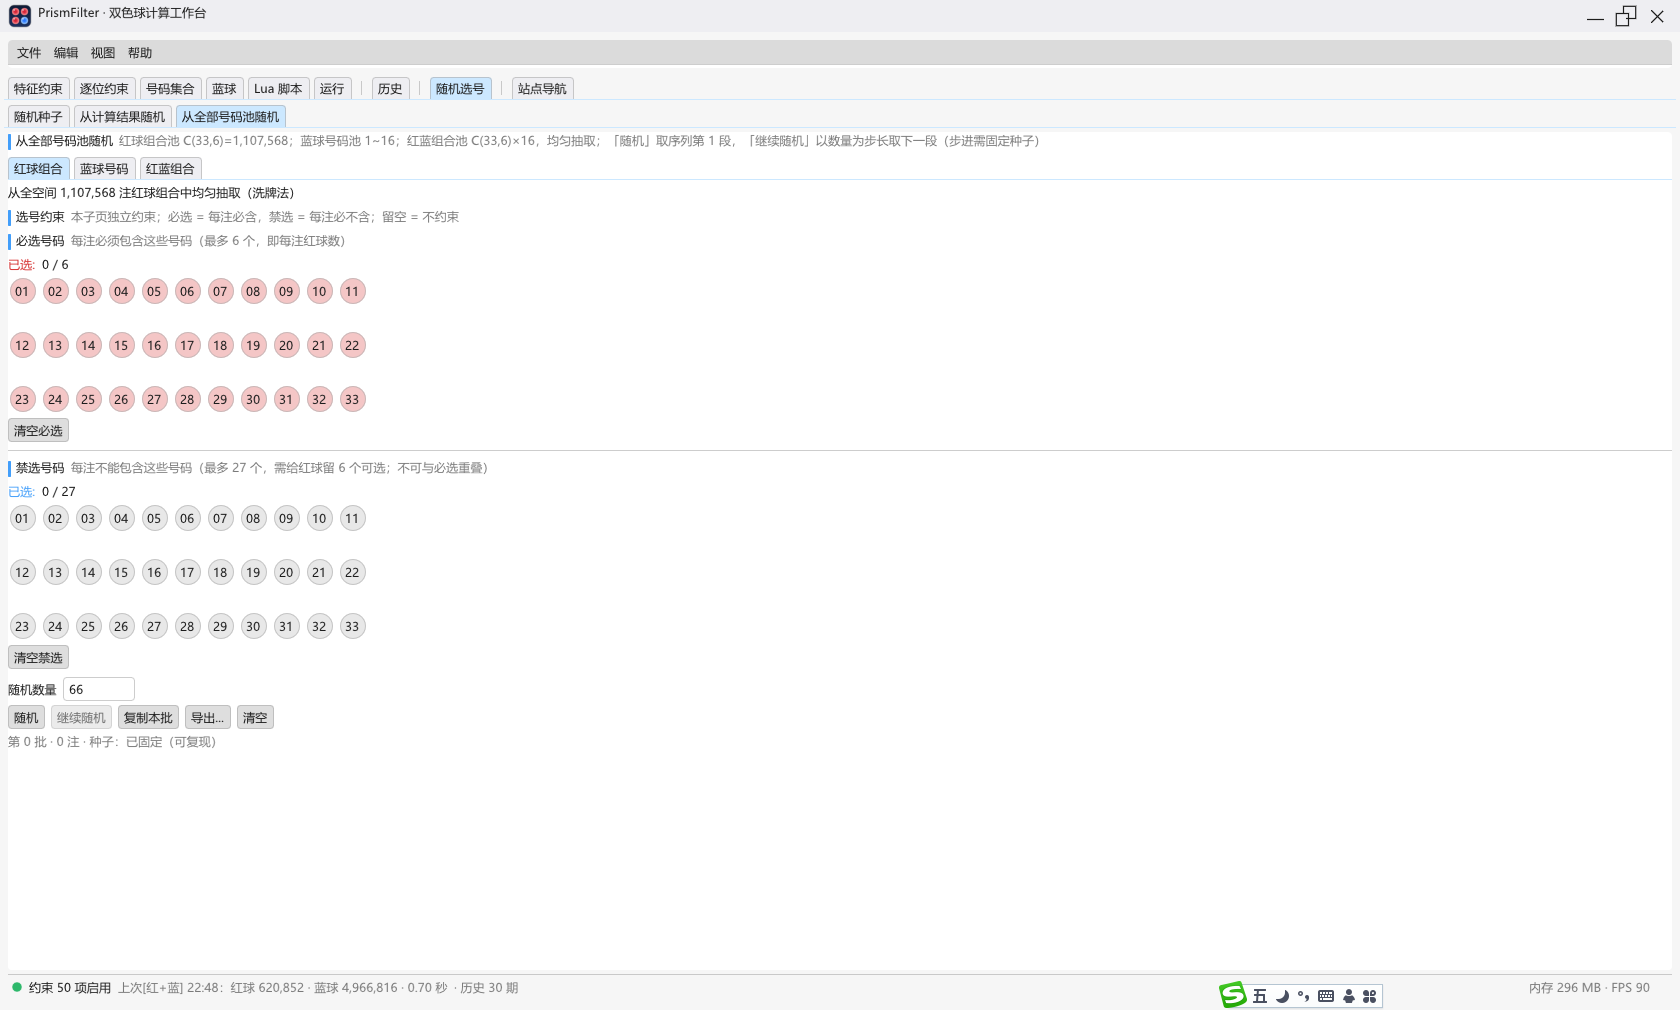 PrismFilter · 双色球计算工作台
文件 编辑 视图 帮助
特征约束 逐位约束 号码集合 蓝球 Lua 脚本 运行 历史 随机选号 站点导航
随机种子 从计算结果随机 从全部号码池随机
从全部号码池随机 红球组合池 C(33,6)=1,107,568；蓝球号码池 1~16；红蓝组合池 C(33,6)×16，均匀抽取；「随机」取序列第 1 段，「继续随机」以数量为步长取下一段（步进需固定种子）
红球组合 蓝球号码 红蓝组合
从全空间 1,107,568 注红球组合中均匀抽取（洗牌法）
选号约束 本子页独立约束；必选 = 每注必含，禁选 = 每注必不含；留空 = 不约束
必选号码 每注必须包含这些号码（最多 6 个，即每注红球数）
已选: 0 / 6
01 02 03 04 05 06 07 08 09 10 11
12 13 14 15 16 17 18 19 20 21 22
23 24 25 26 27 28 29 30 31 32 33
清空必选
禁选号码 每注不能包含这些号码（最多 27 个，需给红球留 6 个可选；不可与必选重叠）
已选: 0 / 27
01 02 03 04 05 06 07 08 09 10 11
12 13 14 15 16 17 18 19 20 21 22
23 24 25 26 27 28 29 30 31 32 33
清空禁选
随机数量 66
随机 继续随机 复制本批 导出... 清空
第 0 批 · 0 注 · 种子：已固定（可复现）
约束 50 项启用 上次[红+蓝] 22:48：红球 620,852 · 蓝球 4,966,816 · 0.70 秒 · 历史 30 期
S 五
内存 296 MB · FPS 90